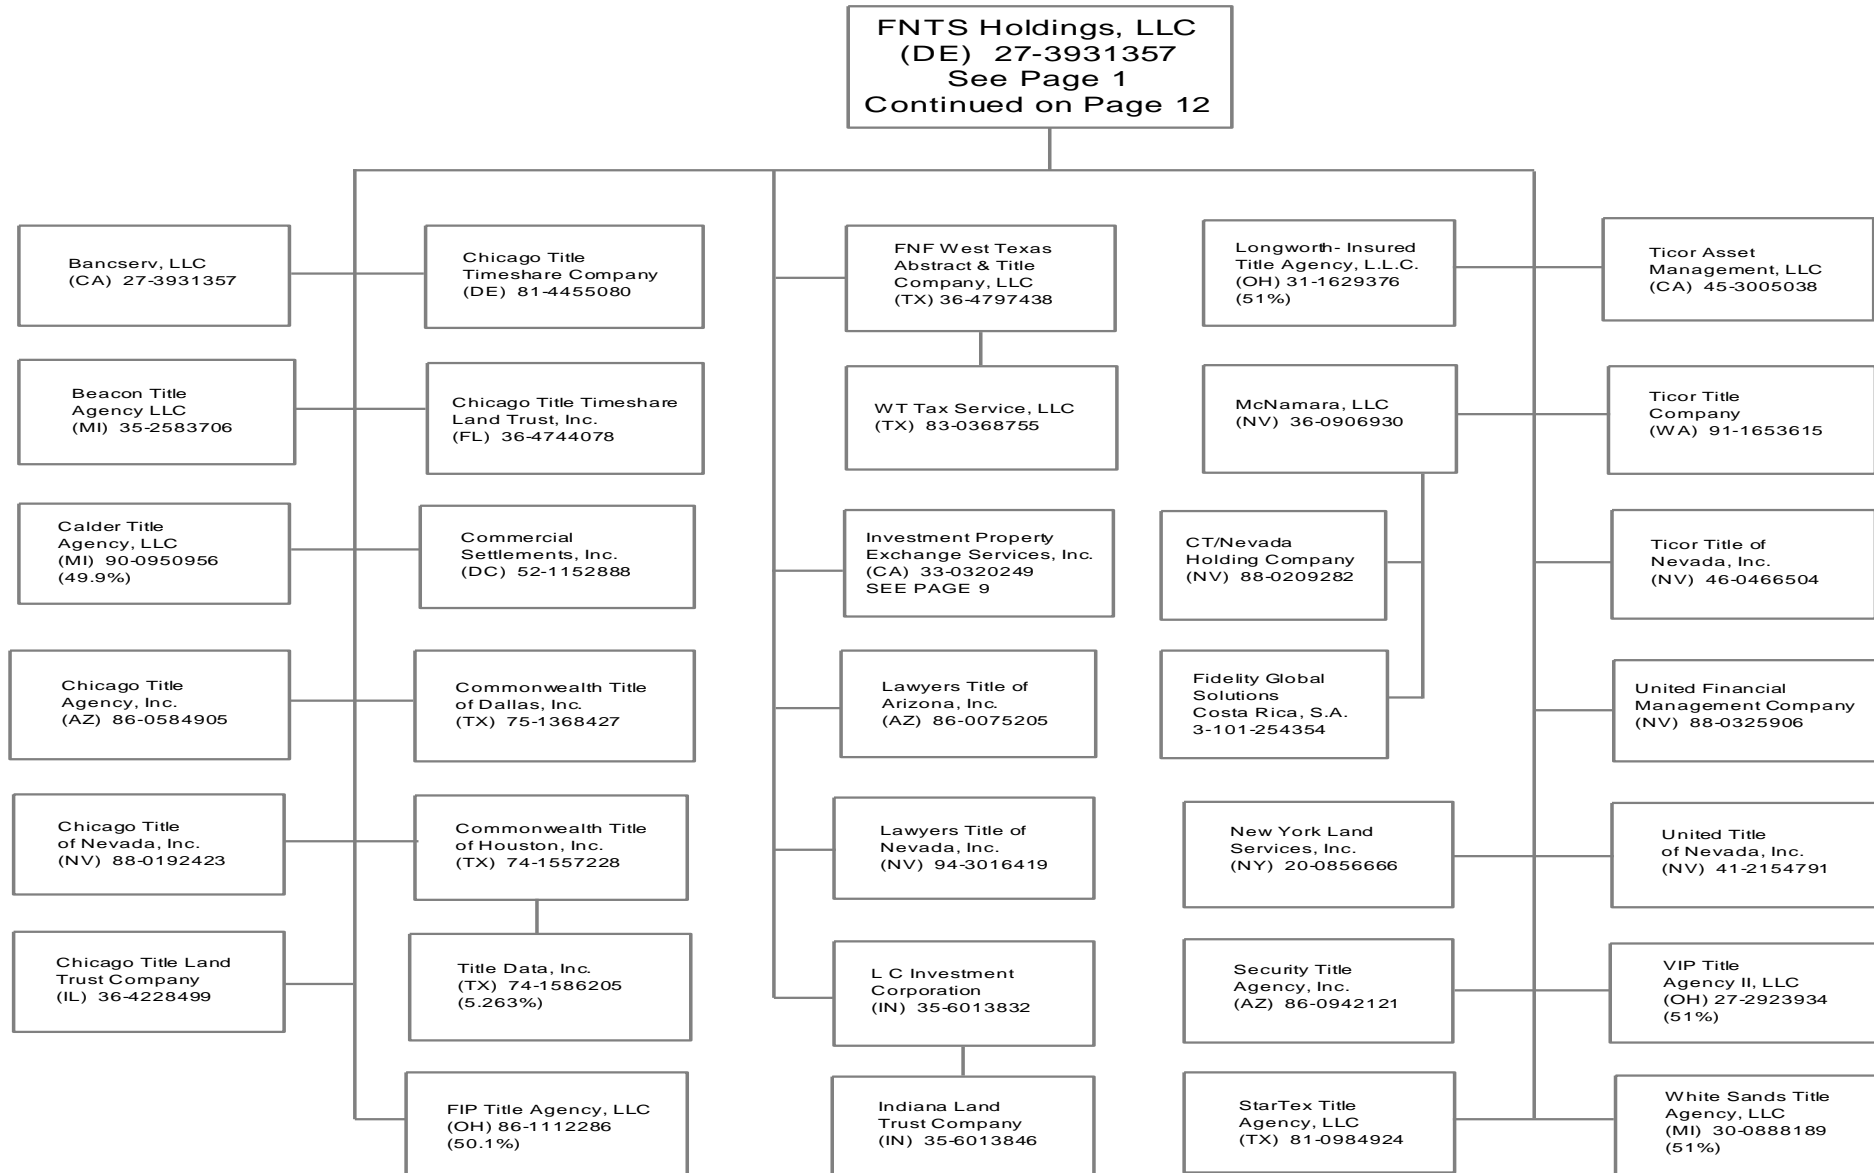 FNTS Holdings, LLC
(DE) 27-3931357
See Page 1
Continued on Page 12
Bancserv, LLC
(CA) 27-3931357
Chicago Title
Timeshare Company
(DE) 81-4455080
FNF West Texas
Abstract & Title
Company, LLC
(TX) 36-4797438
Longworth- Insured
Title Agency, L.L.C.
(OH) 31-1629376
(51%)
Ticor Asset
Management, LLC
(CA) 45-3005038
Beacon Title
Agency LLC
(MI) 35-2583706
Chicago Title Timeshare
Land Trust, Inc.
(FL) 36-4744078
WT Tax Service, LLC
(TX) 83-0368755
McNamara, LLC
(NV) 36-0906930
Ticor Title
Company
(WA) 91-1653615
Calder Title
Agency, LLC
(MI) 90-0950956
(49.9%)
Commercial
Settlements, Inc.
(DC) 52-1152888
Investment Property
Exchange Services, Inc.
(CA) 33-0320249
SEE PAGE 9
CT/Nevada
Holding Company
(NV) 88-0209282
Ticor Title of
Nevada, Inc.
(NV) 46-0466504
Chicago Title
Agency, Inc.
(AZ) 86-0584905
Commonwealth Title
of Dallas, Inc.
(TX) 75-1368427
Lawyers Title of
Arizona, Inc.
(AZ) 86-0075205
Fidelity Global
Solutions
Costa Rica, S.A.
3-101-254354
United Financial
Management Company
(NV) 88-0325906
Chicago Title
of Nevada, Inc.
(NV) 88-0192423
Commonwealth Title
of Houston, Inc.
(TX) 74-1557228
Lawyers Title of
Nevada, Inc.
(NV) 94-3016419
New York Land
Services, Inc.
(NY) 20-0856666
United Title
of Nevada, Inc.
(NV) 41-2154791
Chicago Title Land
Trust Company
(IL) 36-4228499
Title Data, Inc.
(TX) 74-1586205
(5.263%)
L C Investment
Corporation
(IN) 35-6013832
Security Title
Agency, Inc.
(AZ) 86-0942121
VIP Title
Agency II, LLC
(OH) 27-2923934
(51%)
FIP Title Agency, LLC
(OH) 86-1112286
(50.1%)
Indiana Land
Trust Company
(IN) 35-6013846
StarTex Title
Agency, LLC
(TX) 81-0984924
White Sands Title
Agency, LLC
(MI) 30-0888189
(51%)